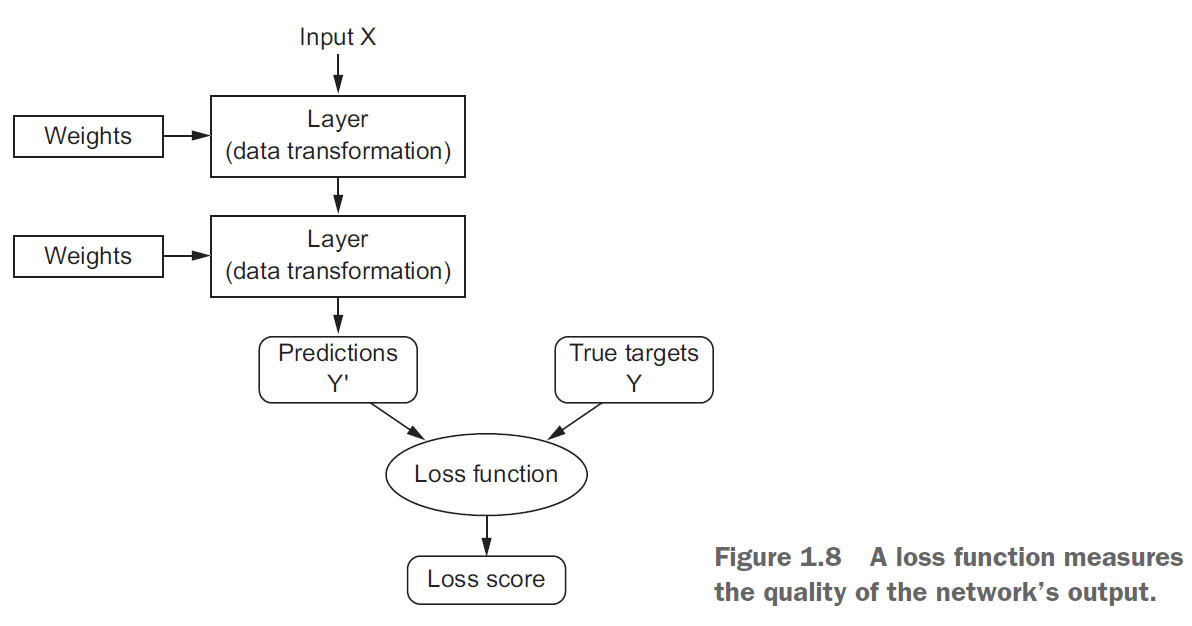 Input X
Weights
Layer
(data transformation)
Weights
Layer
(data transformation)
Predictions
Y'
True targets
Y
Loss function
Loss score
Figure 1.8 A loss function measures
the quality of the network’s output.